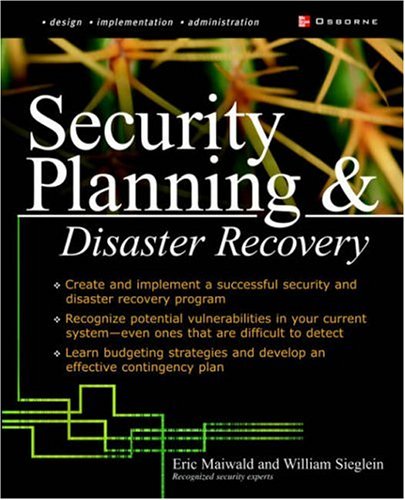 • design • implementation • administration
OSBORNE
Security
Planning &
Disaster Recovery
Create and implement a successful security and
disaster recovery program
Recognize potential vulnerabilities in your current
system—even ones that are difficult to detect
Learn budgeting strategies and develop an
effective contingency plan
Eric Maiwald and William Sieglein
Recognized security experts